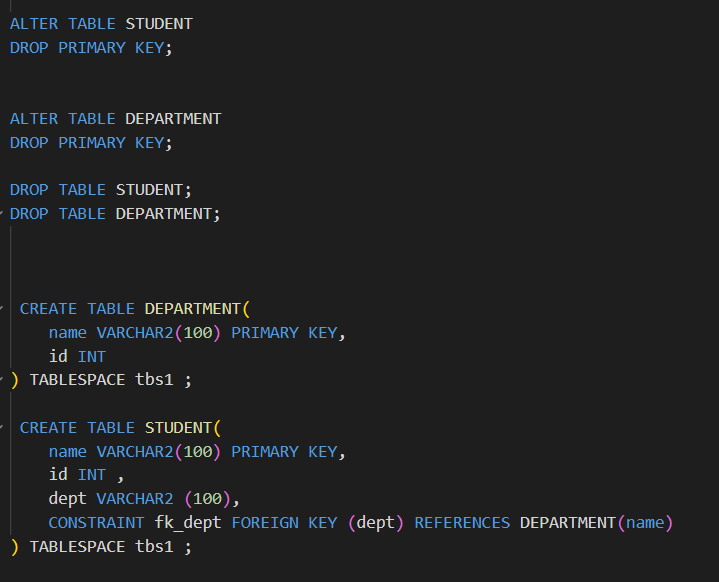 ALTER TABLE STUDENT
DROP PRIMARY KEY;
ALTER TABLE DEPARTMENT
DROP PRIMARY KEY;
DROP TABLE STUDENT;
DROP TABLE DEPARTMENT;
CREATE TABLE DEPARTMENT(
name VARCHAR2(100) PRIMARY KEY,
id INT
) TABLESPACE tbs1 ;
CREATE TABLE STUDENT(
name VARCHAR2(100) PRIMARY KEY,
id INT ,
dept VARCHAR2 (100),
CONSTRAINT fk_dept FOREIGN KEY (dept) REFERENCES DEPARTMENT(name)
) TABLESPACE tbs1 ;